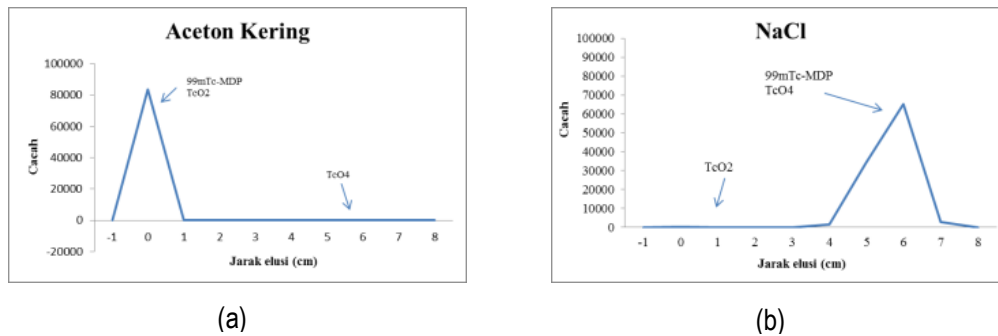 Aceton Kering
100000
80000
60000
40000
20000
0
-20000
Cacah
99mTc-MDP
TcO2
TcO4
-1 0 1 2 3 4 5 6 7 8
Jarak elusi (cm)
(a)
NaCl
100000
90000
80000
70000
60000
50000
40000
30000
20000
10000
0
Cacah
99mTc-MDP
TcO4
TcO2
-1 0 1 2 3 4 5 6 7 8
Jarak elusi (cm)
(b)